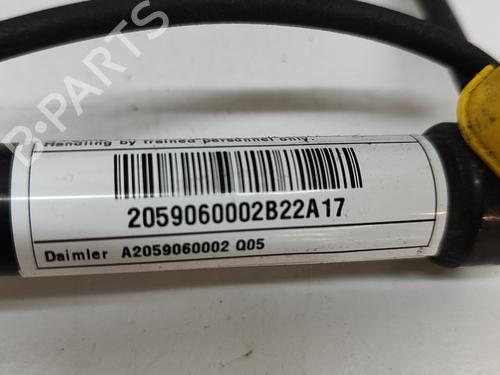 B-PARTS
Handling by trained personnel only.
2059060002B22A17
Daimler A2059060002 Q05